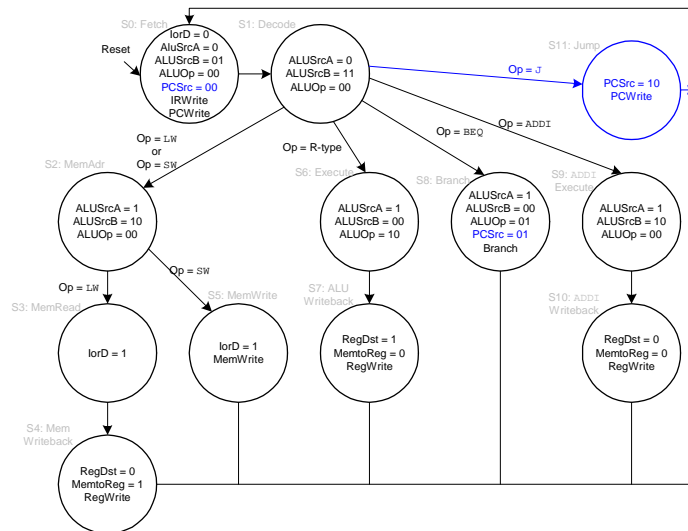 S0: Fetch
S1: Decode
S11: Jump
Reset
IorD = 0
AluSrcA = 0
ALUSrcB = 01
ALUOp = 00
PCSrc = 00
IRWrite
PCWrite
ALUSrcA = 0
ALUSrcB = 11
ALUOp = 00
Op = J
PCSrc = 10
PCWrite
Op = LW
or
Op = SW
Op = R-type
Op = BEQ
Op = ADDI
S2: MemAdr
S6: Execute
S8: Branch
S9: ADDI
Execute
ALUSrcA = 1
ALUSrcB = 10
ALUOp = 00
ALUSrcA = 1
ALUSrcB = 00
ALUOp = 10
ALUSrcA = 1
ALUSrcB = 00
ALUOp = 01
PCSrc = 01
Branch
ALUSrcA = 1
ALUSrcB = 10
ALUOp = 00
Op = LW
Op = SW
S3: MemRead
S5: MemWrite
S7: ALU
Writeback
S10: ADDI
Writeback
IorD = 1
IorD = 1
MemWrite
RegDst = 1
MemtoReg = 0
RegWrite
RegDst = 0
MemtoReg = 0
RegWrite
S4: Mem
Writeback
RegDst = 0
MemtoReg = 1
RegWrite